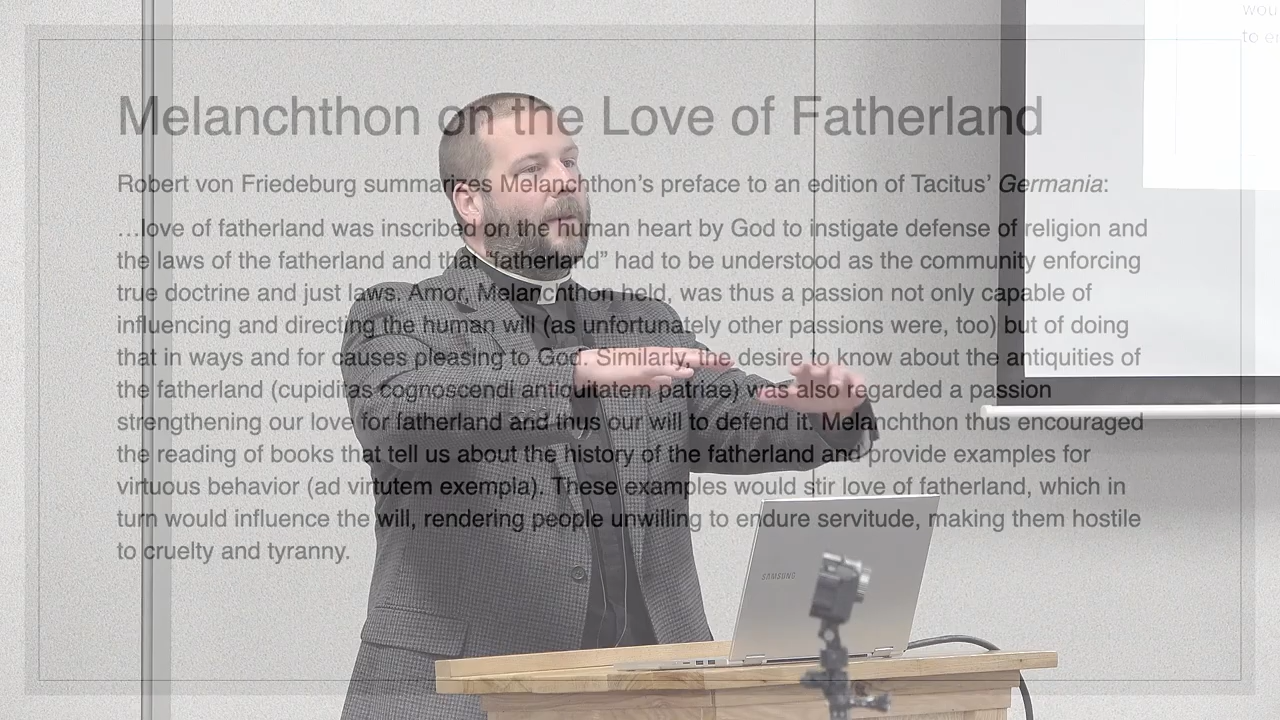 wou
to e
Melanchthon on the Love of Fatherland
Robert von Friedeburg summarizes Melanchthon’s preface to an edition of Tacitus’ Germania:
…love of fatherland was inscribed on the human heart by God to instigate defense of religion and
the laws of the fatherland and that “fatherland” had to be understood as the community enforcing
true doctrine and just laws. Amor, Melanchthon held, was thus a passion not only capable of
influencing and directing the human will (as unfortunately other passions were, too) but of doing
that in ways and for causes pleasing to God. Similarly, the desire to know about the antiquities of
the fatherland (cupiditas cognoscendi antiquitatem patriae) was also regarded a passion
strengthening our love for fatherland and thus our will to defend it. Melanchthon thus encouraged
the reading of books that tell us about the history of the fatherland and provide examples for
virtuous behavior (ad virtutem exempla). These examples would stir love of fatherland, which in
turn would influence the will, rendering people unwilling to endure servitude, making them hostile
to cruelty and tyranny.
SAMSUNG